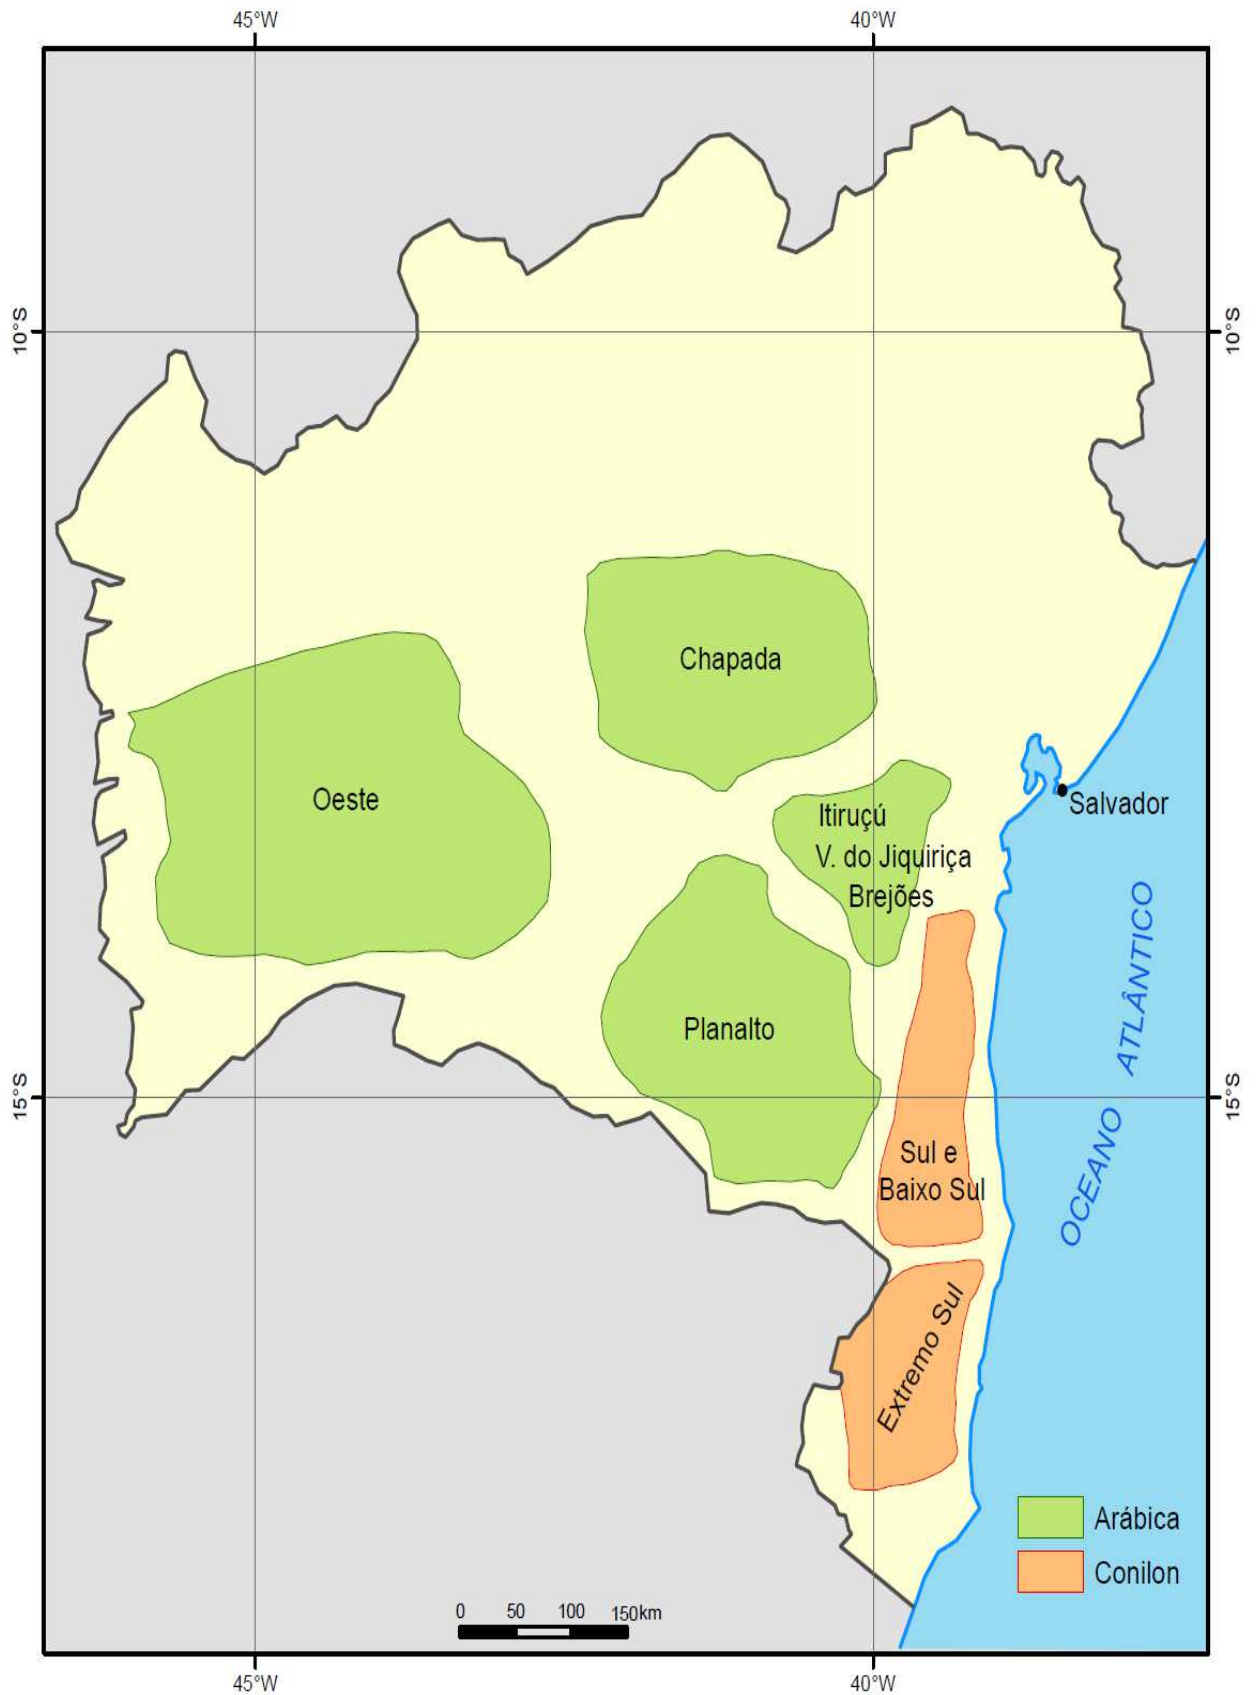 45°W
40°W
10°S
10°S
Chapada
Oeste
Itiruçú
V. do Jiquiriça
Brejões
Salvador
Planalto
OCEANO ATLÂNTICO
15°S
15°S
Sul e
Baixo Sul
Extremo Sul
Arábica
Conilon
0 50 100 150km
45°W
40°W